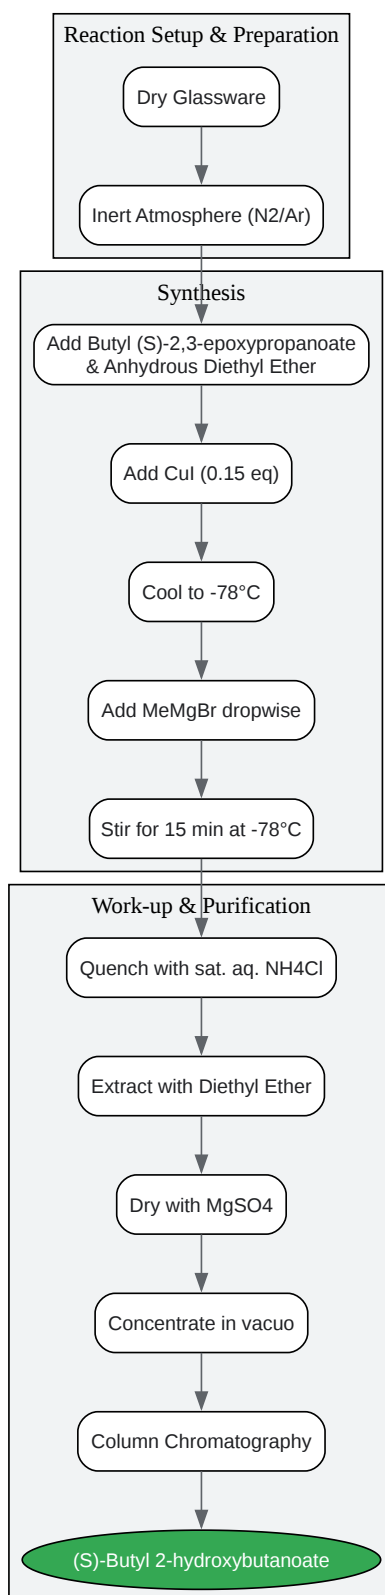 Reaction Setup & Preparation
Dry Glassware
Inert Atmosphere (N2/Ar)
Synthesis
Add Butyl (S)-2,3-epoxypropanoate
& Anhydrous Diethyl Ether
Add CuI (0.15 eq)
Cool to -78°C
Add MeMgBr dropwise
Stir for 15 min at -78°C
Work-up & Purification
Quench with sat. aq. NH4Cl
Extract with Diethyl Ether
Dry with MgSO4
Concentrate in vacuo
Column Chromatography
(S)-Butyl 2-hydroxybutanoate